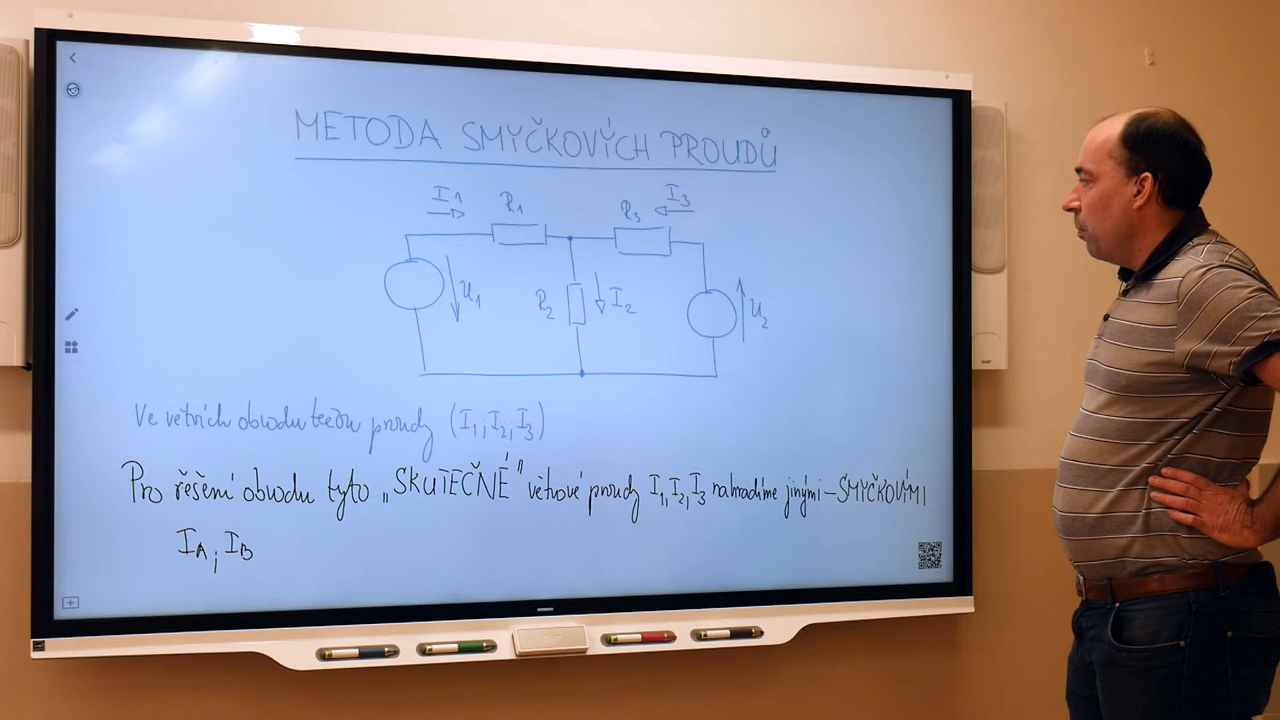 METODA SMYČKOVÝCH PROUDŮ
I1 R1 R3 I3
U1 R2 I2 U2
Ve větvích obvodu tečou proudy (I1, I2, I3)
Pro řešení obvodu tyto „SKUTEČNÉ" větvové proudy I1, I2, I3 nahradíme jinými – SMYČKOVÝMI
IA, IB